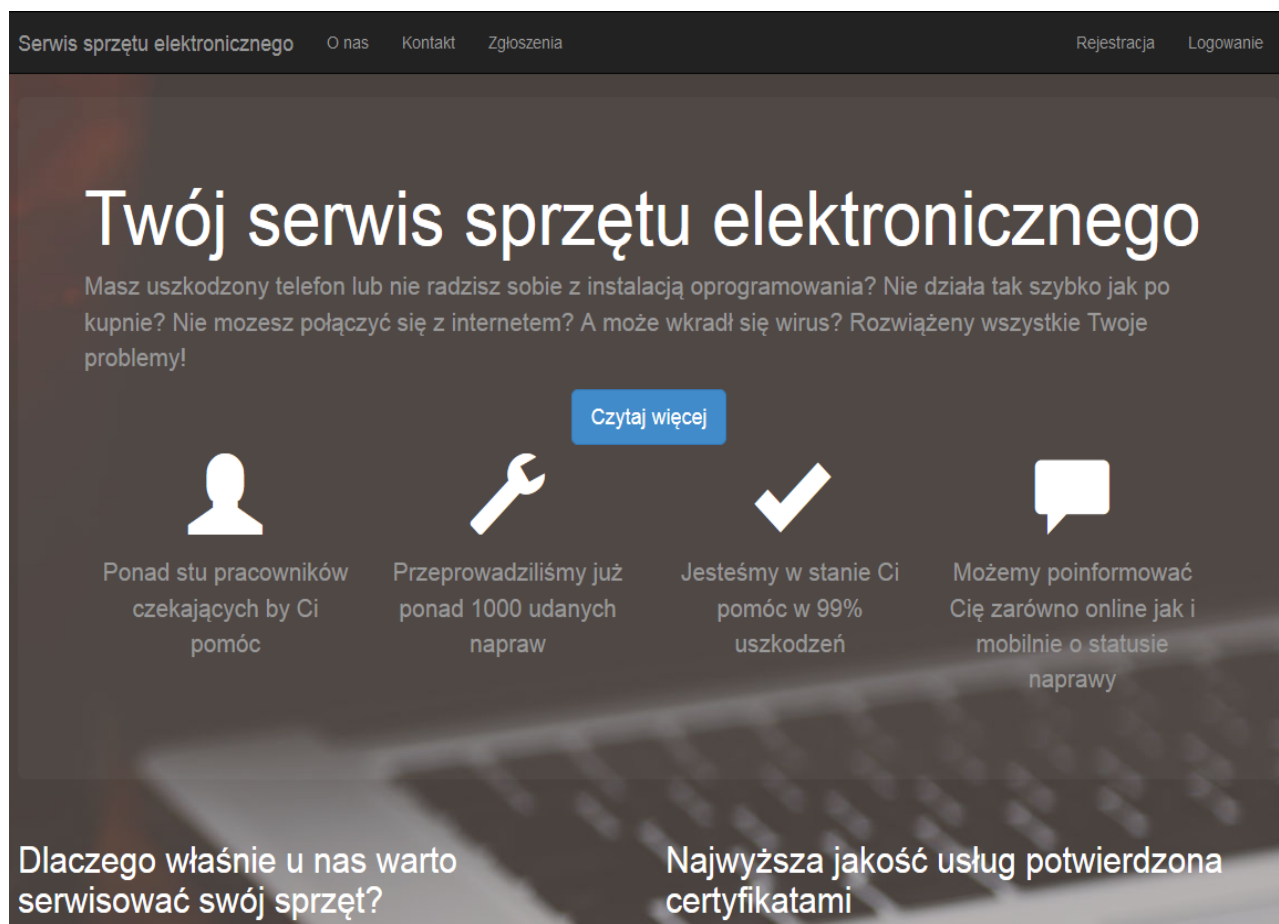 Serwis sprzętu elektronicznego O nas Kontakt Zgłoszenia Rejestracja Logowanie
Twój serwis sprzętu elektronicznego
Masz uszkodzony telefon lub nie radzisz sobie z instalacją oprogramowania? Nie działa tak szybko jak po
kupnie? Nie mozesz połączyć się z internetem? A może wkradł się wirus? Rozwiążeny wszystkie Twoje
problemy!
Czytaj więcej
Ponad stu pracowników
czekających by Ci
pomóc
Przeprowadziliśmy już
ponad 1000 udanych
napraw
Jesteśmy w stanie Ci
pomóc w 99%
uszkodzeń
Możemy poinformować
Cię zarówno online jak i
mobilnie o statusie
naprawy
Dlaczego właśnie u nas warto
serwisować swój sprzęt?
Najwyższa jakość usług potwierdzona
certyfikatami